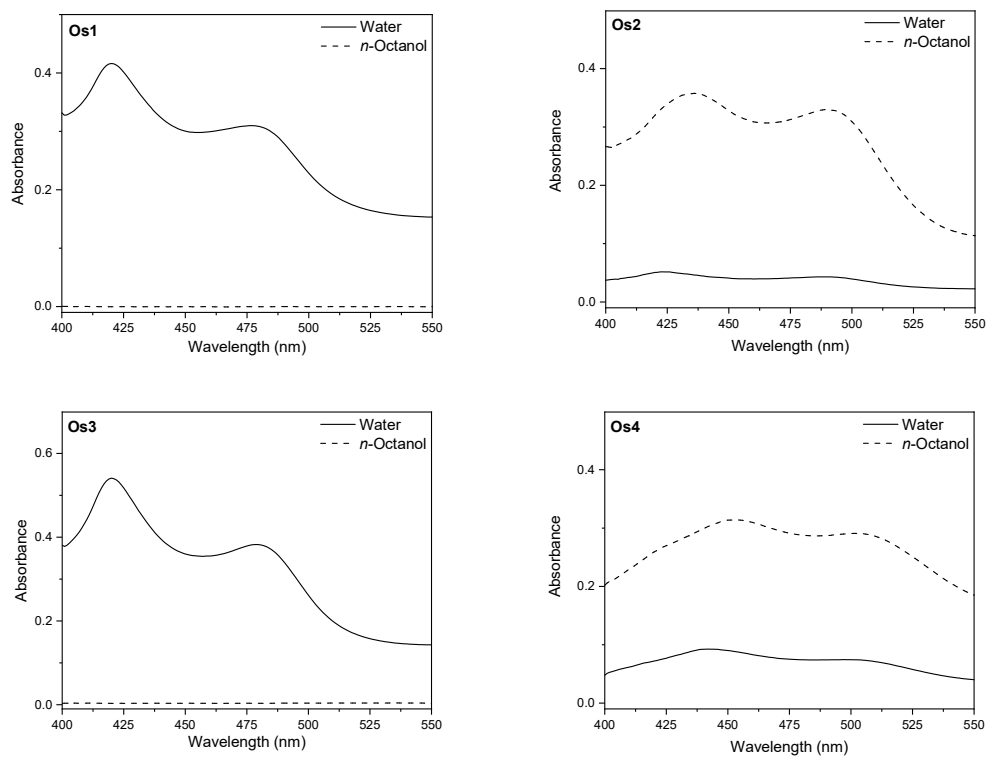 Os1
Water
n-Octanol
Absorbance
0.4
0.2
0.0
400 425 450 475 500 525 550
Wavelength (nm)
Os2
Water
n-Octanol
Absorbance
0.4
0.2
0.0
400 425 450 475 500 525 550
Wavelength (nm)
Os3
Water
n-Octanol
Absorbance
0.6
0.4
0.2
0.0
400 425 450 475 500 525 550
Wavelength (nm)
Os4
Water
n-Octanol
Absorbance
0.4
0.2
0.0
400 425 450 475 500 525 550
Wavelength (nm)